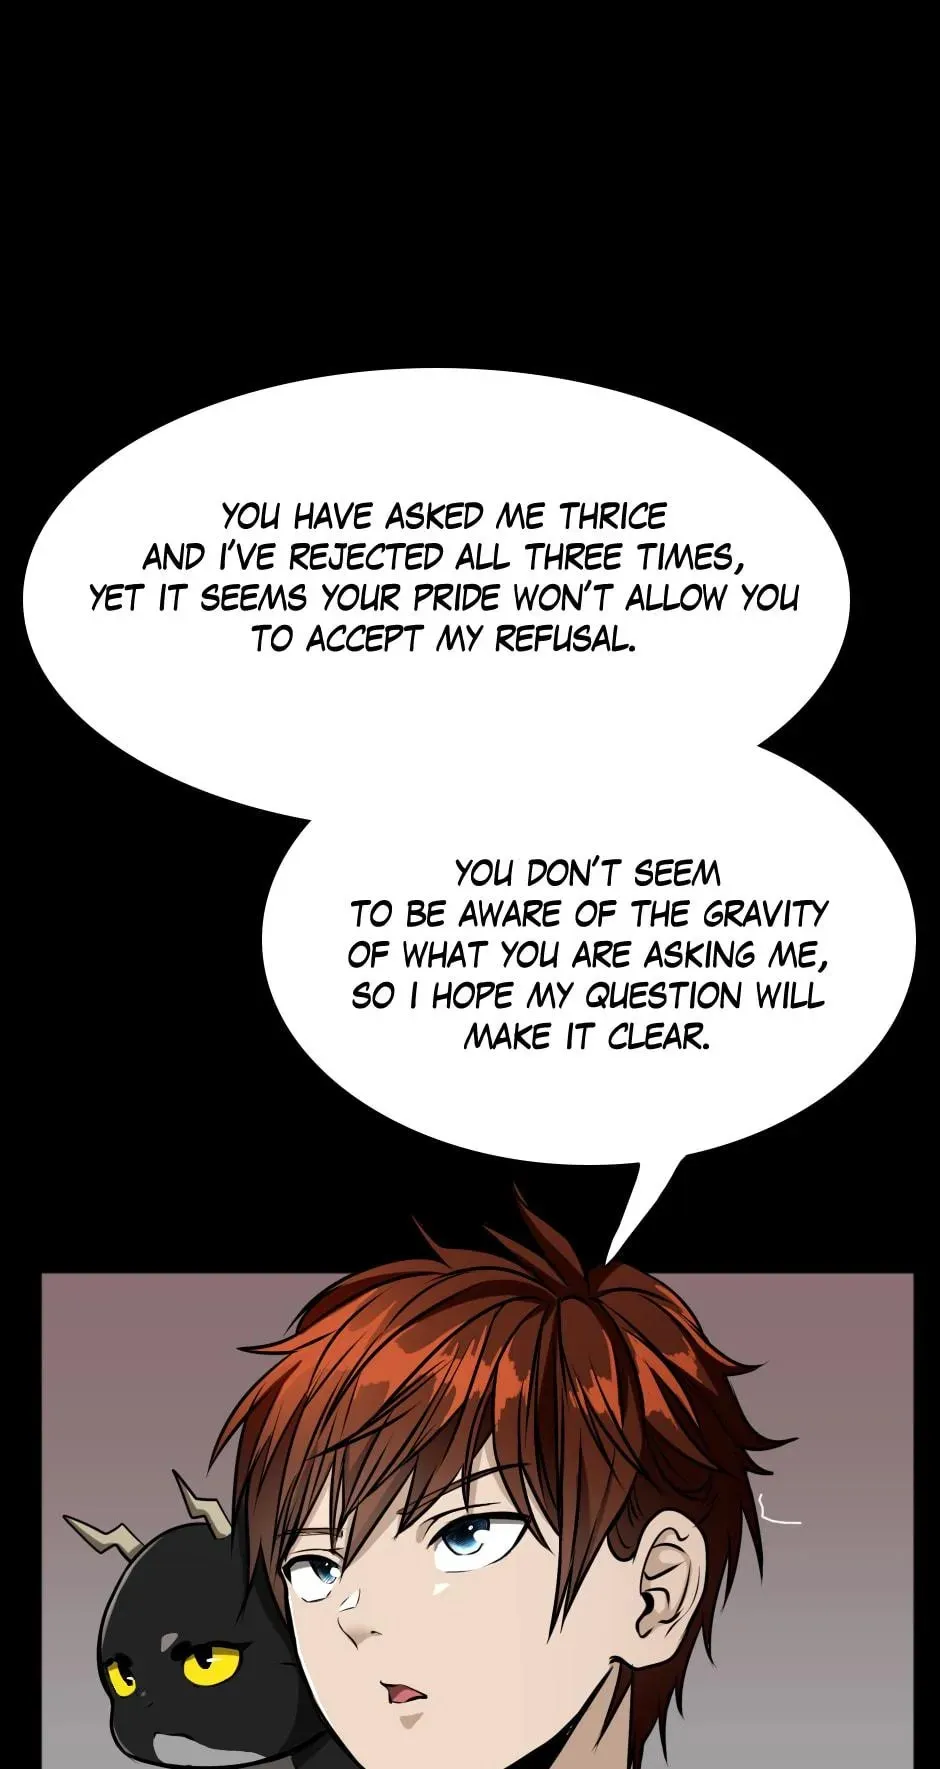 YOU HAVE ASKED ME THRICE
AND I'VE REJECTED ALL THREE TIMES,
YET IT SEEMS YOUR PRIDE WON'T ALLOW YOU
TO ACCEPT MY REFUSAL.
YOU DON'T SEEM
TO BE AWARE OF THE GRAVITY
OF WHAT YOU ARE ASKING ME,
SO I HOPE MY QUESTION WILL
MAKE IT CLEAR.